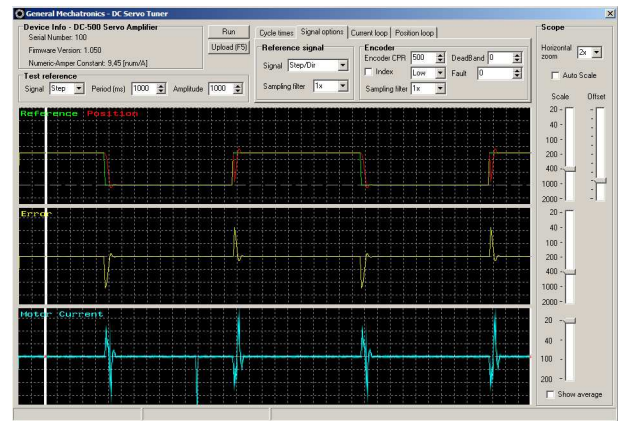 General Mechatronics - DC Servo Tuner
Device Info - DC-500 Servo Amplifier
Serial Number: 100
Firmware Version: 1.050
Numeric-Amper Constant: 9,45 [num/A]
Run
Upload (F5)
Test reference
Signal Step Period (ms) 1000 Amplitude 1000
Cycle times Signal options Current loop Position loop
Reference signal
Signal Step/Dir
Sampling filter 1x
Encoder
Encoder CPR 500 DeadBand 0
Index Low Fault 0
Sampling filter 1x
Scope
Horizontal zoom 2x
Auto Scale
Scale Offset
20
40
100
200
400
1000
2000
20
40
100
200
400
1000
2000
20
40
100
200
Show average
Reference Position
Error
Motor Current